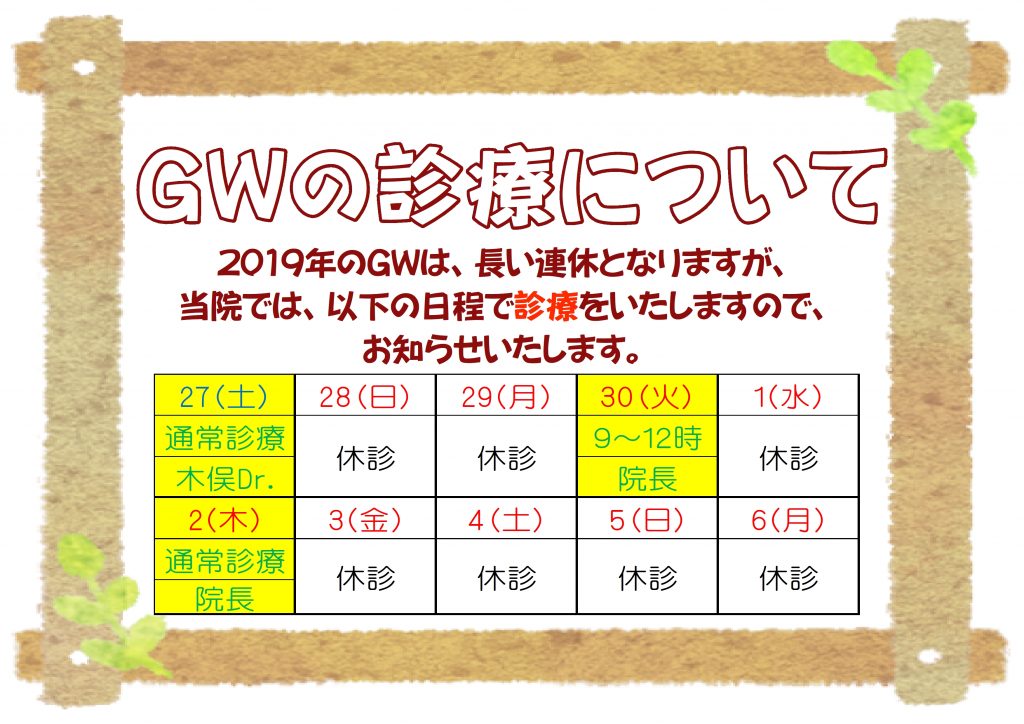 GWの診療について
2019年のGWは、長い連休となりますが、
当院では、以下の日程で診療をいたしますので、
お知らせいたします。
27(土) 28(日) 29(月) 30(火) 1(水)
通常診療 休診 休診 9～12時 休診
木俣Dr. 院長
2(木) 3(金) 4(土) 5(日) 6(月)
通常診療 休診 休診 休診 休診
院長